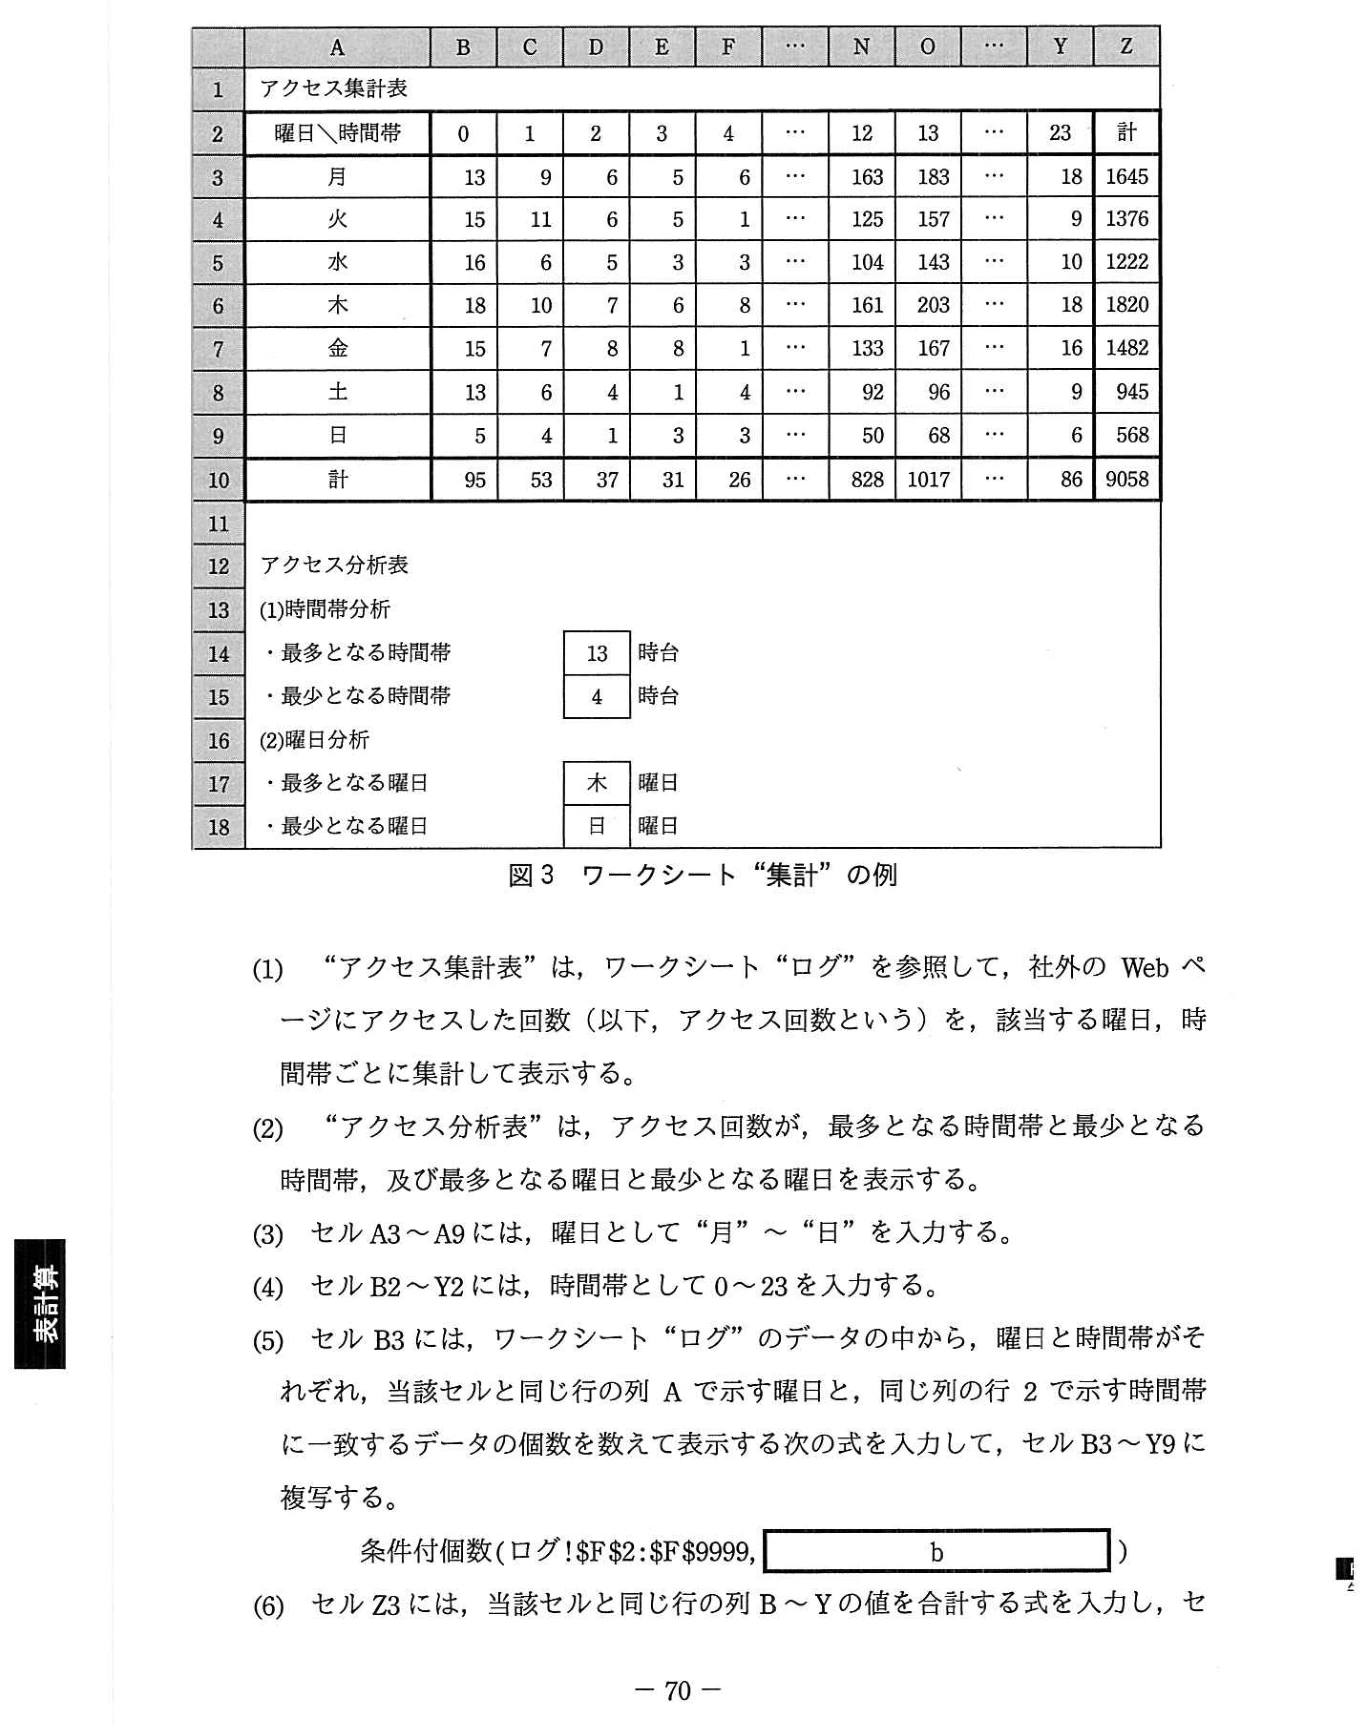 A B C D E F … N O … Y Z
1 アクセス集計表
2 曜日＼時間帯 0 1 2 3 4 … 12 13 … 23 計
3 月 13 9 6 5 6 … 163 183 … 18 1645
4 火 15 11 6 5 1 … 125 157 … 9 1376
5 水 16 6 5 3 3 … 104 143 … 10 1222
6 木 18 10 7 6 8 … 161 203 … 18 1820
7 金 15 7 8 8 1 … 133 167 … 16 1482
8 土 13 6 4 1 4 … 92 96 … 9 945
9 日 5 4 1 3 3 … 50 68 … 6 568
10 計 95 53 37 31 26 … 828 1017 … 86 9058
11
12 アクセス分析表
13 (1)時間帯分析
14 ・最多となる時間帯 13 時台
15 ・最少となる時間帯 4 時台
16 (2)曜日分析
17 ・最多となる曜日 木 曜日
18 ・最少となる曜日 日 曜日
図3 ワークシート“集計”の例
(1) “アクセス集計表”は，ワークシート“ログ”を参照して，社外の Web ペ
ージにアクセスした回数（以下，アクセス回数という）を，該当する曜日，時
間帯ごとに集計して表示する。
(2) “アクセス分析表”は，アクセス回数が，最多となる時間帯と最少となる
時間帯，及び最多となる曜日と最少となる曜日を表示する。
(3) セル A3～A9 には，曜日として“月”～“日”を入力する。
(4) セル B2～Y2 には，時間帯として 0～23 を入力する。
(5) セル B3 には，ワークシート“ログ”のデータの中から，曜日と時間帯がそ
れぞれ，当該セルと同じ行の列 A で示す曜日と，同じ列の行 2 で示す時間帯
に一致するデータの個数を数えて表示する次の式を入力して，セル B3～Y9 に
複写する。
条件付個数(ログ!$F$2:$F$9999, b )
(6) セル Z3 には，当該セルと同じ行の列 B～Y の値を合計する式を入力し，セ
表計算
－ 70 －